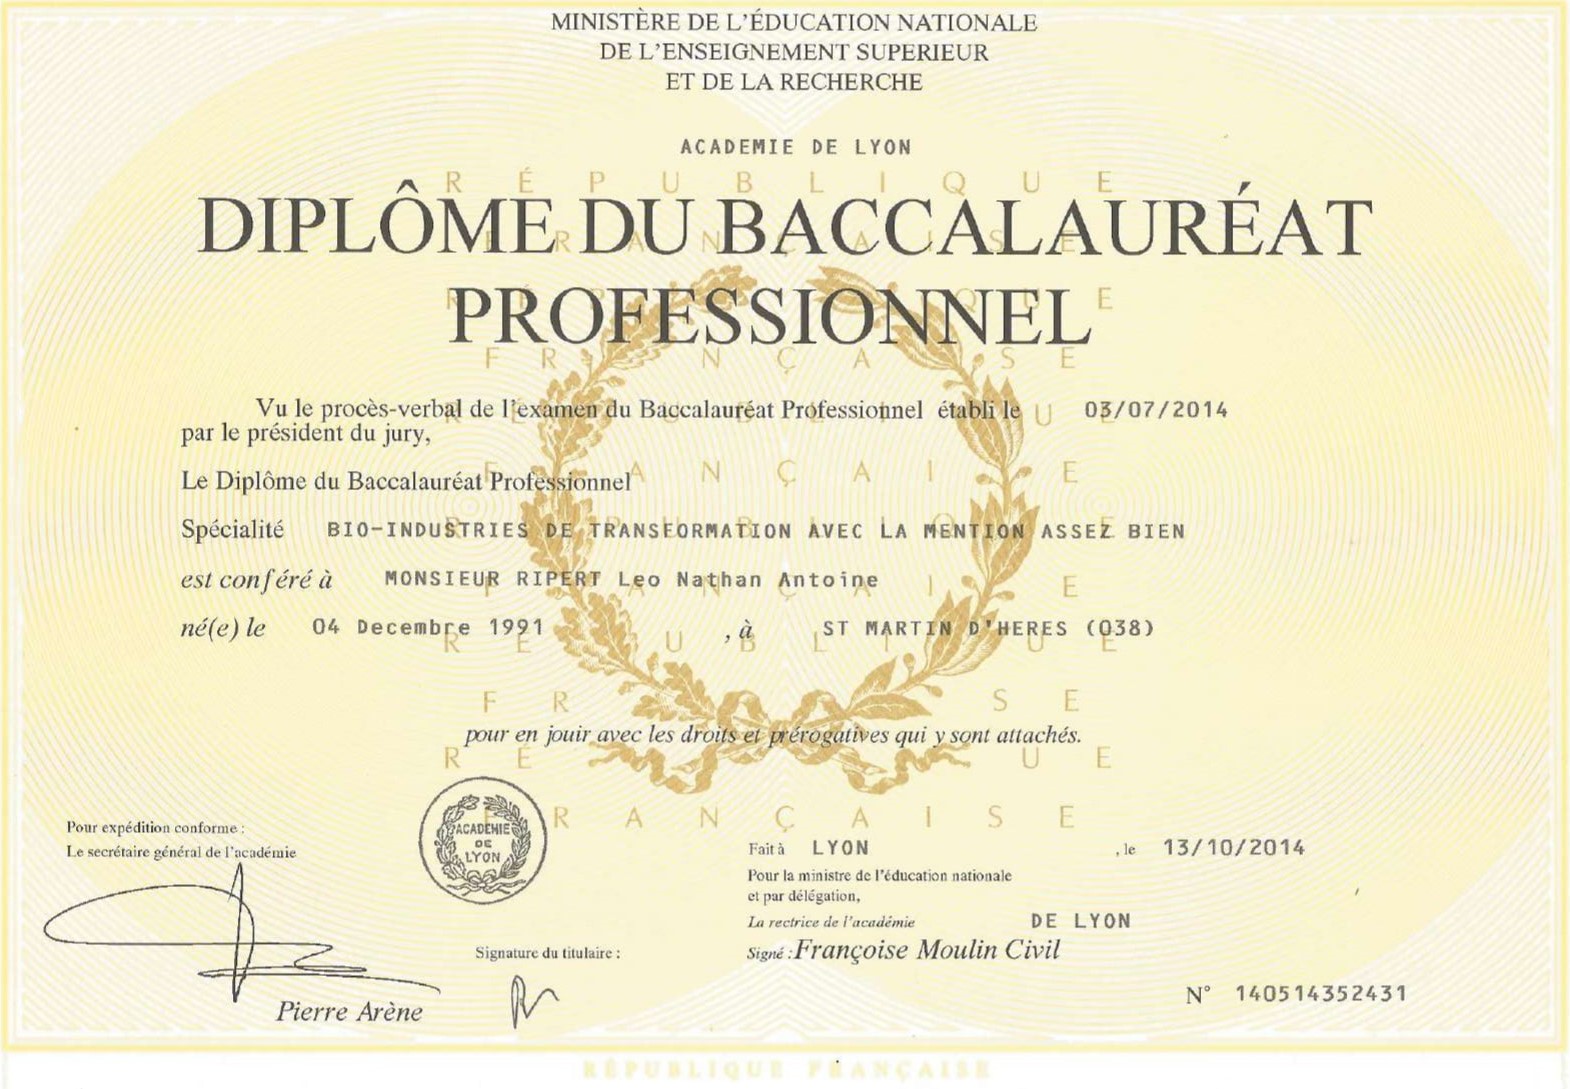 MINISTÈRE DE L'ÉDUCATION NATIONALE
DE L'ENSEIGNEMENT SUPERIEUR
ET DE LA RECHERCHE
ACADEMIE DE LYON
DIPLÔME DU BACCALAURÉAT
PROFESSIONNEL
Vu le procès-verbal de l'examen du Baccalauréat Professionnel établi le 03/07/2014
par le président du jury,
Le Diplôme du Baccalauréat Professionnel
Spécialité BIO-INDUSTRIES DE TRANSFORMATION AVEC LA MENTION ASSEZ BIEN
est conféré à MONSIEUR RIPERT Leo Nathan Antoine
né(e) le 04 Decembre 1991 , à ST MARTIN D'HERES (038)
pour en jouir avec les droits et prérogatives qui y sont attachés.
Pour expédition conforme :
Le secrétaire général de l'académie
Pierre Arène
ACADEMIE
DE
LYON
Signature du titulaire :
Fait à LYON , le 13/10/2014
Pour la ministre de l'éducation nationale
et par délégation,
La rectrice de l'académie DE LYON
Signé : Françoise Moulin Civil
N° 140514352431
RÉPUBLIQUE FRANÇAISE